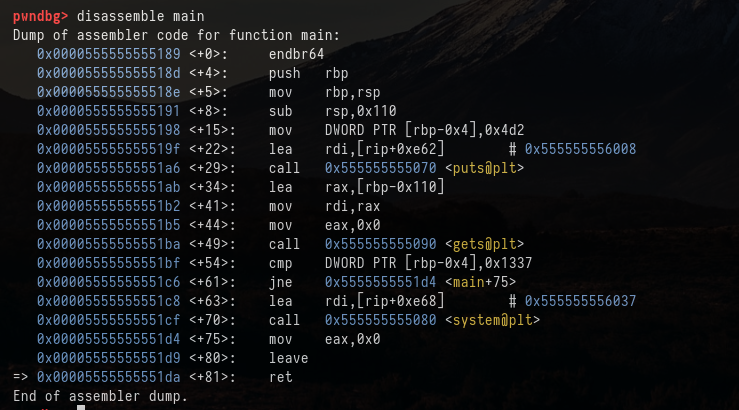 pwndbg> disassemble main
Dump of assembler code for function main:
   0x0000555555555189 <+0>:     endbr64
   0x000055555555518d <+4>:     push   rbp
   0x000055555555518e <+5>:     mov    rbp,rsp
   0x0000555555555191 <+8>:     sub    rsp,0x110
   0x0000555555555198 <+15>:    mov    DWORD PTR [rbp-0x4],0x4d2
   0x000055555555519f <+22>:    lea    rdi,[rip+0xe62]        # 0x555555556008
   0x00005555555551a6 <+29>:    call   0x555555555070 <puts@plt>
   0x00005555555551ab <+34>:    lea    rax,[rbp-0x110]
   0x00005555555551b2 <+41>:    mov    rdi,rax
   0x00005555555551b5 <+44>:    mov    eax,0x0
   0x00005555555551ba <+49>:    call   0x555555555090 <gets@plt>
   0x00005555555551bf <+54>:    cmp    DWORD PTR [rbp-0x4],0x1337
   0x00005555555551c6 <+61>:    jne    0x5555555551d4 <main+75>
   0x00005555555551c8 <+63>:    lea    rdi,[rip+0xe68]        # 0x555555556037
   0x00005555555551cf <+70>:    call   0x555555555080 <system@plt>
   0x00005555555551d4 <+75>:    mov    eax,0x0
   0x00005555555551d9 <+80>:    leave
=> 0x00005555555551da <+81>:    ret
End of assembler dump.